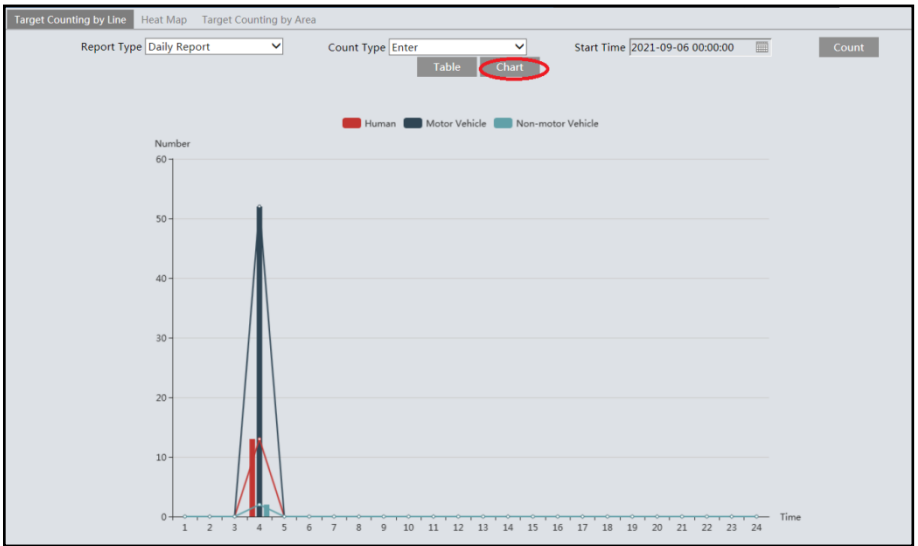 Target Counting by Line Heat Map Target Counting by Area
Report Type Daily Report Count Type Enter Start Time 2021-09-06 00:00:00 Count
Table Chart
Human Motor Vehicle Non-motor Vehicle
Number
60
50
40
30
20
10
0
1 2 3 4 5 6 7 8 9 10 11 12 13 14 15 16 17 18 19 20 21 22 23 24 Time